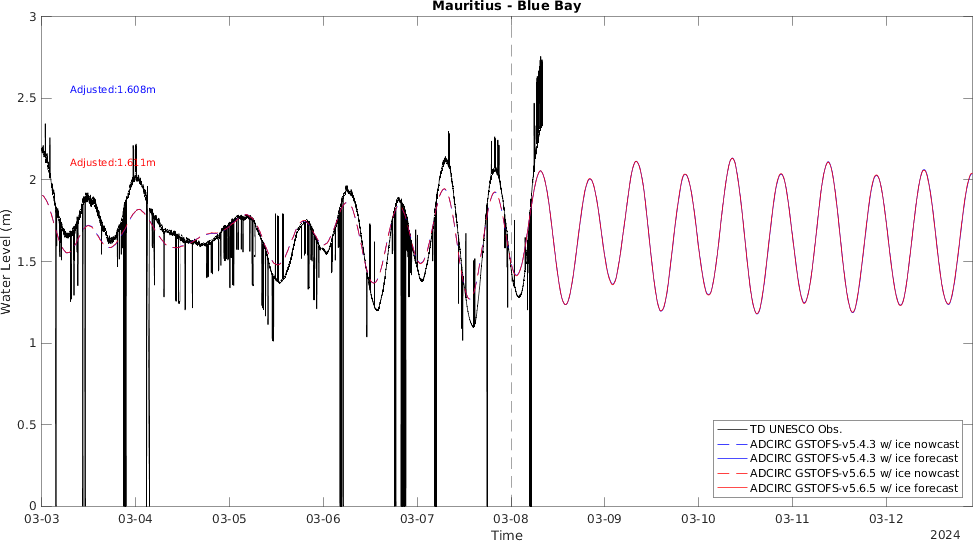 Mauritius - Blue Bay
3
2.5
2
1.5
1
0.5
0
Water Level (m)
Adjusted:1.608m
Adjusted:1.611m
TD UNESCO Obs.
ADCIRC GSTOFS-v5.4.3 w/ ice nowcast
ADCIRC GSTOFS-v5.4.3 w/ ice forecast
ADCIRC GSTOFS-v5.6.5 w/ ice nowcast
ADCIRC GSTOFS-v5.6.5 w/ ice forecast
03-03 03-04 03-05 03-06 03-07 03-08 03-09 03-10 03-11 03-12
Time
2024